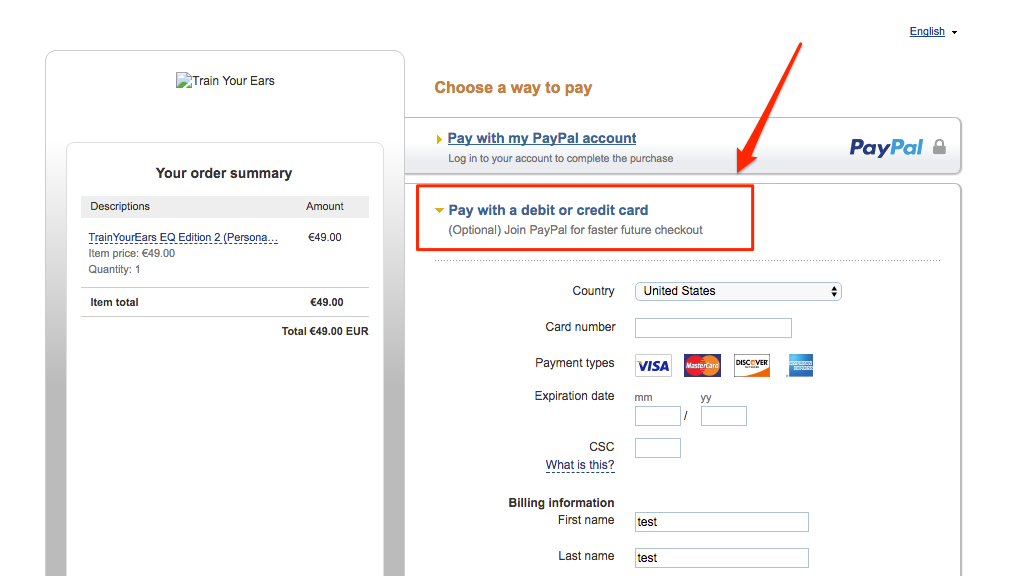 English
Train Your Ears
Choose a way to pay
Pay with my PayPal account
Log in to your account to complete the purchase
PayPal
Your order summary
Descriptions Amount
TrainYourEars EQ Edition 2 (Persona... €49.00
Item price: €49.00
Quantity: 1
Item total €49.00
Total €49.00 EUR
Pay with a debit or credit card
(Optional) Join PayPal for faster future checkout
Country United States
Card number
Payment types VISA MasterCard DISCOVER
Expiration date mm / yy
CSC
What is this?
Billing information
First name test
Last name test